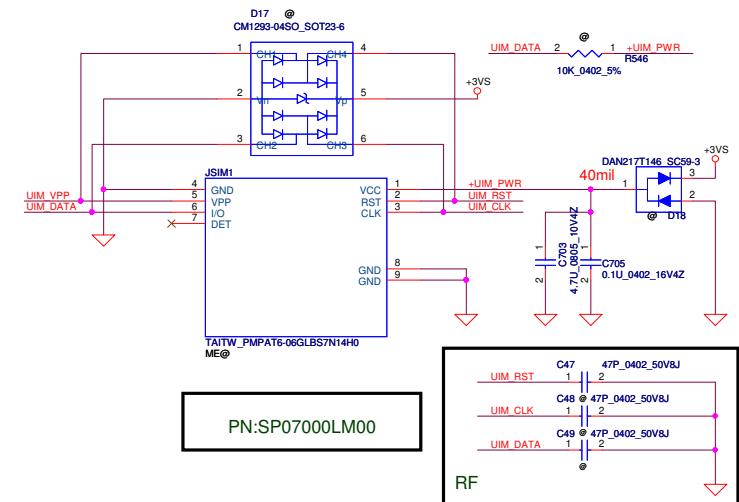 D17 @
CM1293-04SO_SOT23-6
1 CH1 CH4 4
2 Vn Vp 5
+3VS
3 CH2 CH3 6
@
UIM_DATA 2 1 +UIM_PWR
R546
10K_0402_5%
DAN217T146_SC59-3
+3VS
3
1
2
@ D18
40mil
JSIM1
UIM_VPP
UIM_DATA
4 GND
5 VPP
6 I/O
7 DET
VCC 1 +UIM_PWR
RST 2 UIM_RST
CLK 3 UIM_CLK
GND 8
GND 9
1
2
C703
4.7U_0805_10V4Z
1
2
C705
0.1U_0402_16V4Z
TAITW_PMPAT6-06GLBS7N14H0
ME@
PN:SP07000LM00
C47 47P_0402_50V8J
UIM_RST 1 2
C48 @ 47P_0402_50V8J
UIM_CLK 1 2
C49 @ 47P_0402_50V8J
UIM_DATA 1 2
@
RF